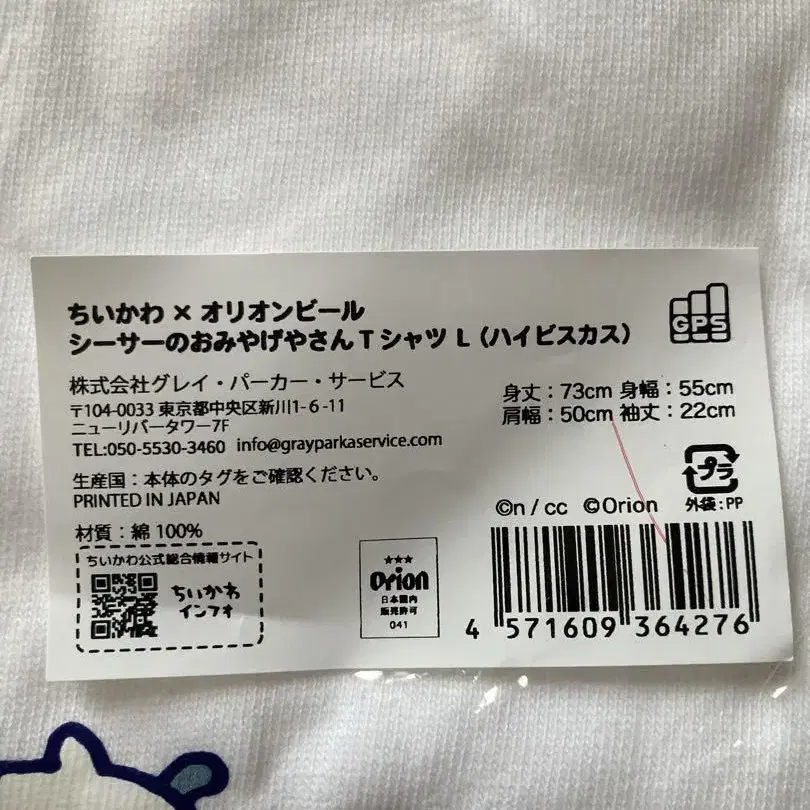 ちいかわ × オリオンビール
シーサーのおみやげやさんTシャツ L（ハイビスカス）
GPS
株式会社グレイ・パーカー・サービス
〒104-0033 東京都中央区新川1-6-11
ニューリバータワー7F
TEL:050-5530-3460 info@grayparkaservice.com
身丈：73cm 身幅：55cm
肩幅：50cm 袖丈：22cm
生産国：本体のタグをご確認ください。
PRINTED IN JAPAN
プラ
外袋：PP
©n / cc ©Orion
材質：綿 100%
ちいかわ公式総合情報サイト
ちいかわ
インフォ
★★★
Orion
日本国内
販売許可
041
4 571609 364276